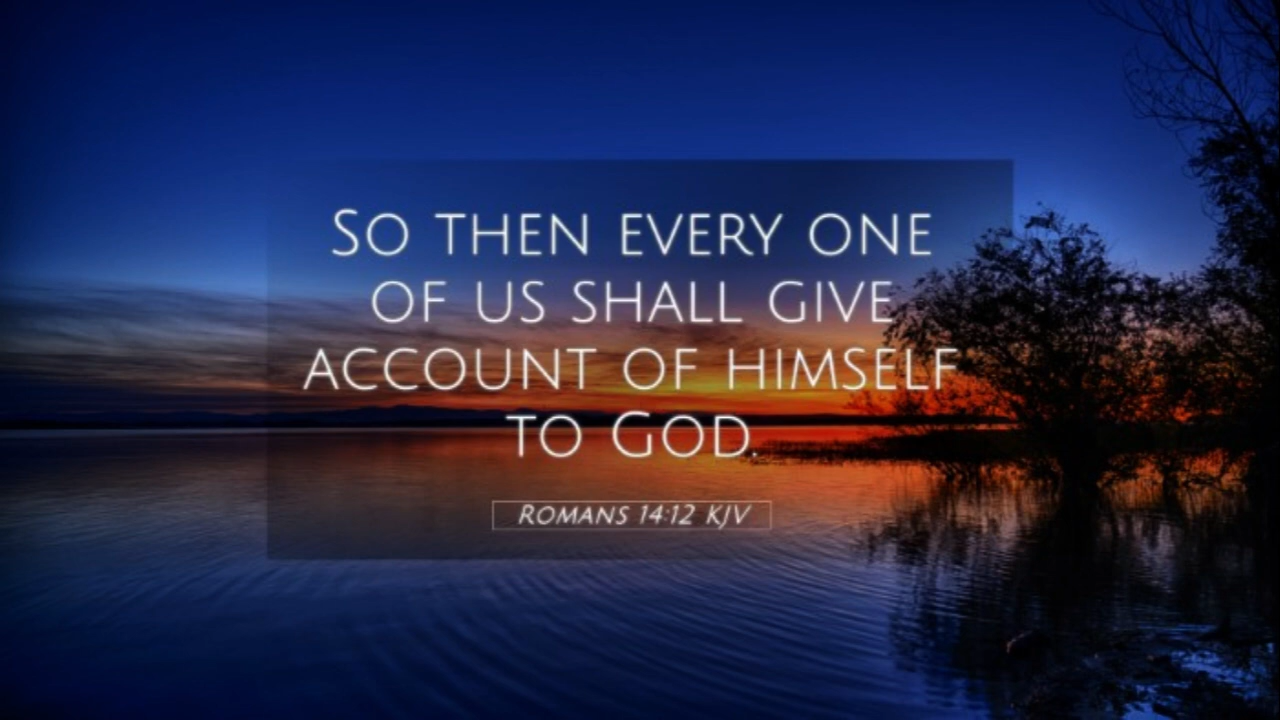 So then every one
of us shall give
account of himself
to God.
Romans 14:12 KJV